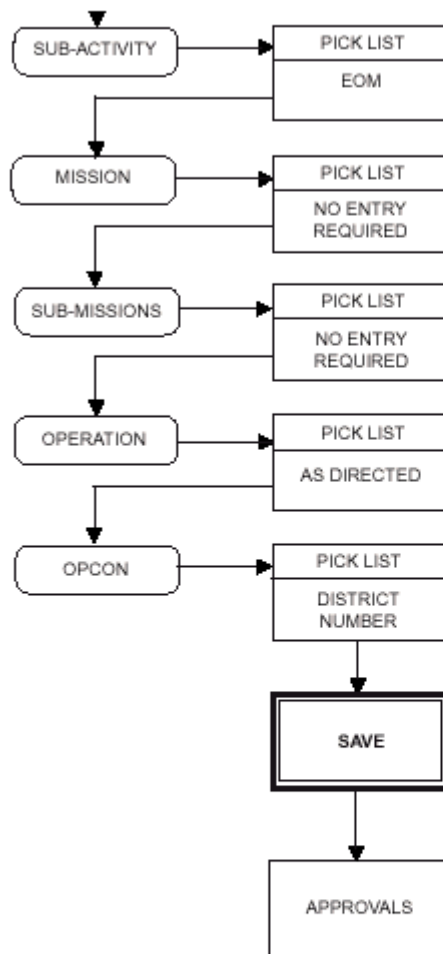 SUB-ACTIVITY
PICK LIST
EOM
MISSION
PICK LIST
NO ENTRY
REQUIRED
SUB-MISSIONS
PICK LIST
NO ENTRY
REQUIRED
OPERATION
PICK LIST
AS DIRECTED
OPCON
PICK LIST
DISTRICT
NUMBER
SAVE
APPROVALS